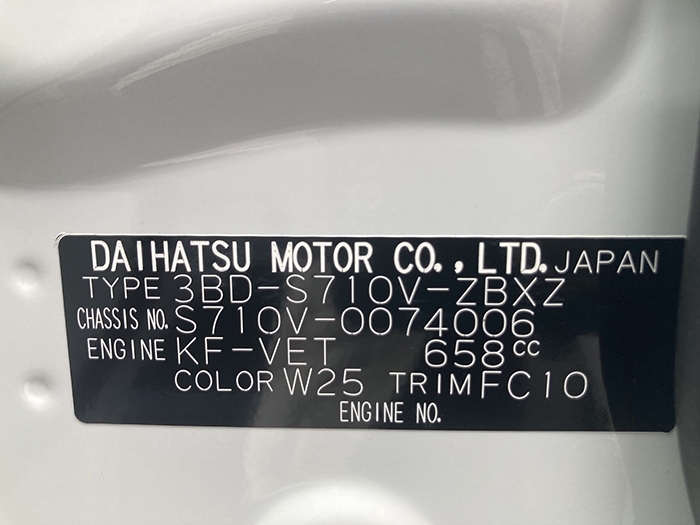 DAIHATSU MOTOR CO., LTD. JAPAN
TYPE 3BD-S710V-ZBXZ
CHASSIS NO. S710V-0074006
ENGINE KF-VET 658CC
COLOR W25 TRIM FC10
ENGINE NO.